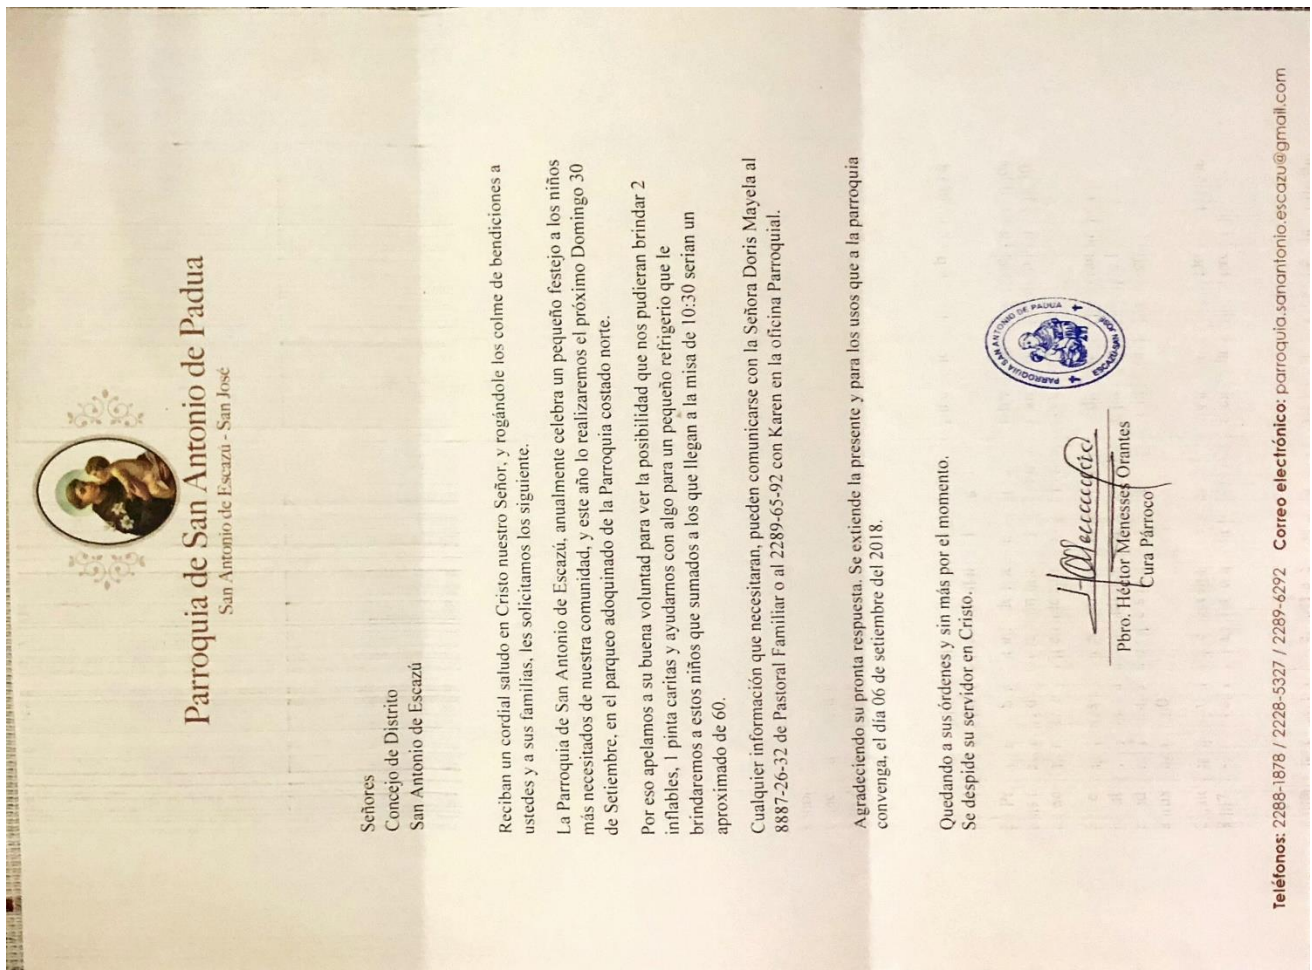 Parroquia de San Antonio de Padua
San Antonio de Escazú - San José
Señores
Concejo de Distrito
San Antonio de Escazú
Reciban un cordial saludo en Cristo nuestro Señor, y rogándole los colme de bendiciones a
ustedes y a sus familias, les solicitamos los siguiente.
La Parroquia de San Antonio de Escazú, anualmente celebra un pequeño festejo a los niños
más necesitados de nuestra comunidad, y este año lo realizaremos el próximo Domingo 30
de Setiembre, en el parqueo adoquinado de la Parroquia costado norte.
Por eso apelamos a su buena voluntad para ver la posibilidad que nos pudieran brindar 2
inflables, 1 pinta caritas y ayudarnos con algo para un pequeño refrigerio que le
brindaremos a estos niños que sumados a los que llegan a la misa de 10:30 serian un
aproximado de 60.
Cualquier información que necesitaran, pueden comunicarse con la Señora Doris Mayela al
8887-26-32 de Pastoral Familiar o al 2289-65-92 con Karen en la oficina Parroquial.
Agradeciendo su pronta respuesta. Se extiende la presente y para los usos que a la parroquia
convenga, el día 06 de setiembre del 2018.
Quedando a sus órdenes y sin más por el momento.
Se despide su servidor en Cristo.
PARROQUIA SAN ANTONIO DE PADUA
ESCAZU-SAN JOSE
Pbro. Héctor Menesses Orantes
Cura Párroco
Teléfonos: 2288-1878 / 2228-5327 / 2289-6292 Correo electrónico: parroquia.sanantonio.escazu@gmail.com